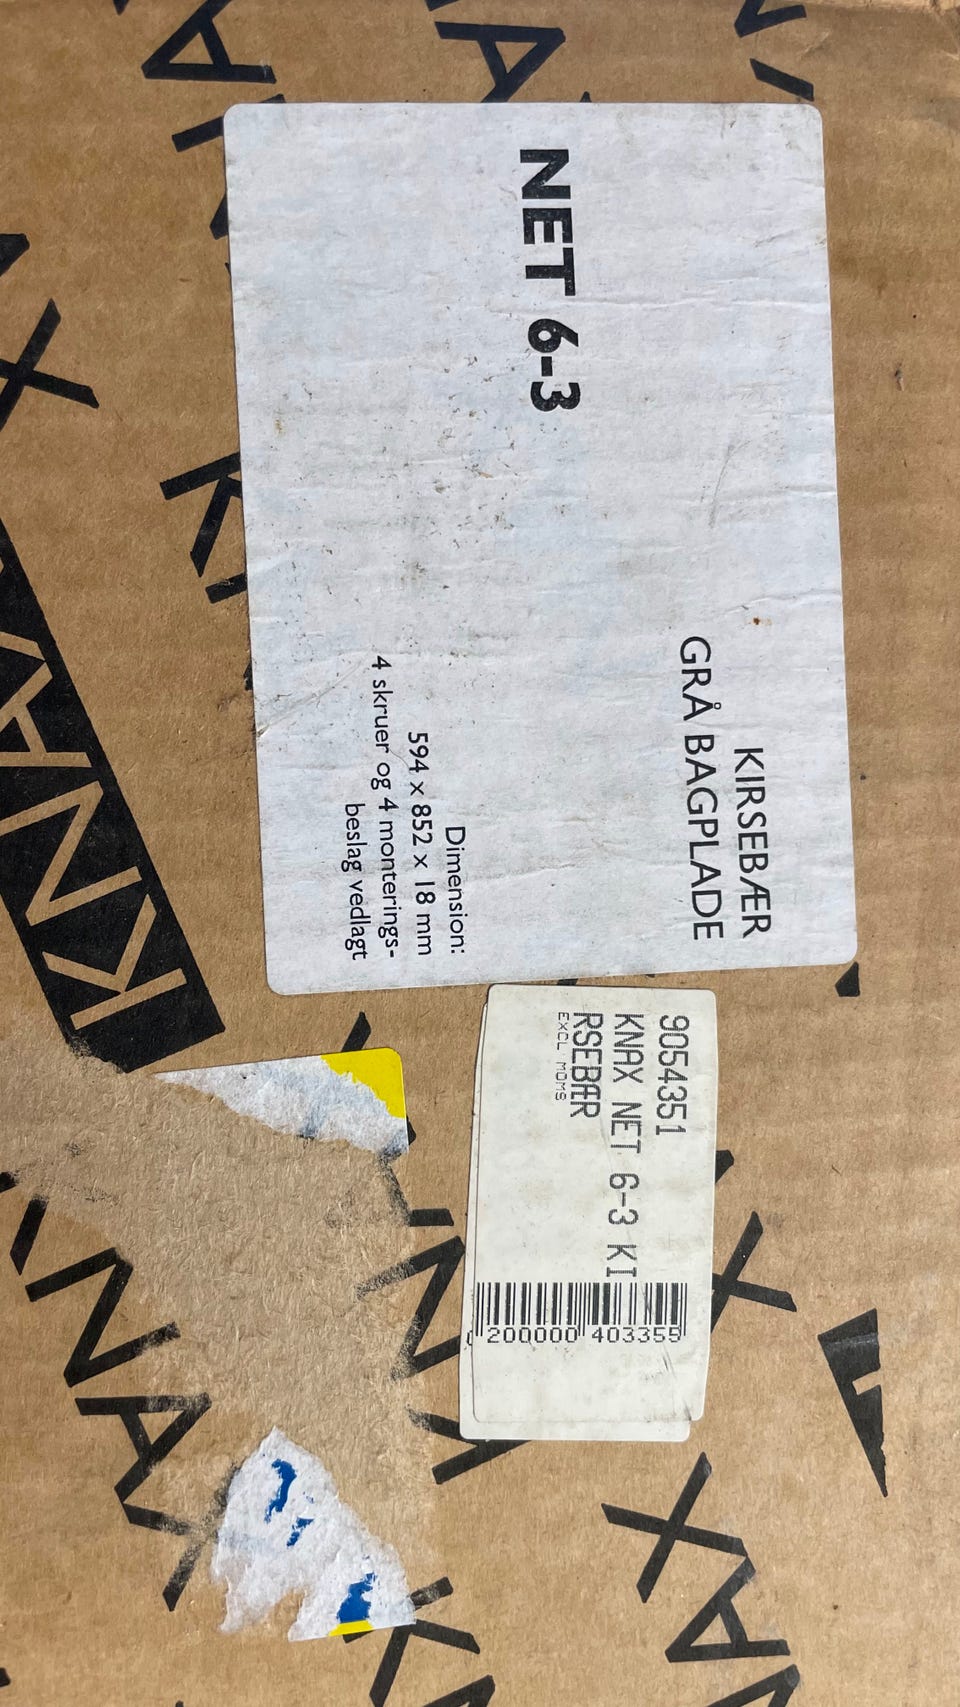 KIRSEBÆR
GRÅ BAGPLADE
NET 6-3
Dimension:
594 x 852 x 18 mm
4 skruer og 4 monterings-
beslag vedlagt
9054351
KNAX NET 6-3 KI
RSEBÆR
EXCL MOMS
200000 403355
KNAX
KNAX